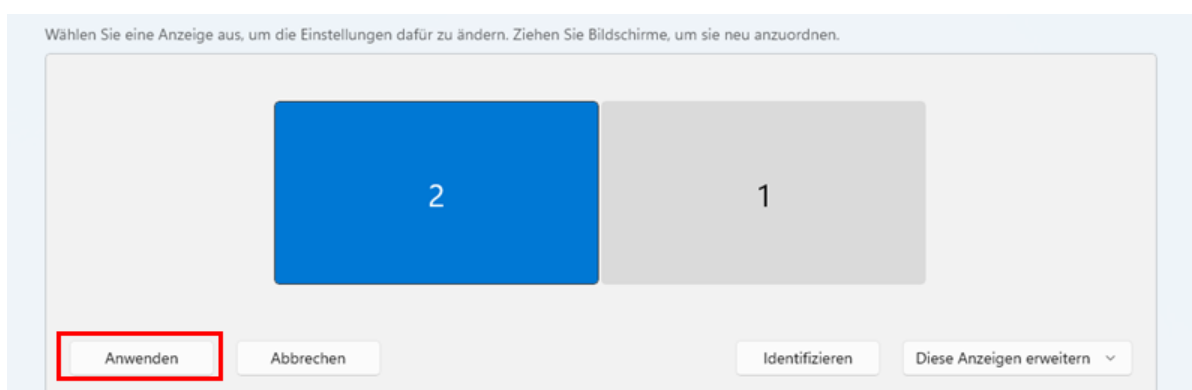 Wählen Sie eine Anzeige aus, um die Einstellungen dafür zu ändern. Ziehen Sie Bildschirme, um sie neu anzuordnen.
2
1
Anwenden
Abbrechen
Identifizieren
Diese Anzeigen erweitern